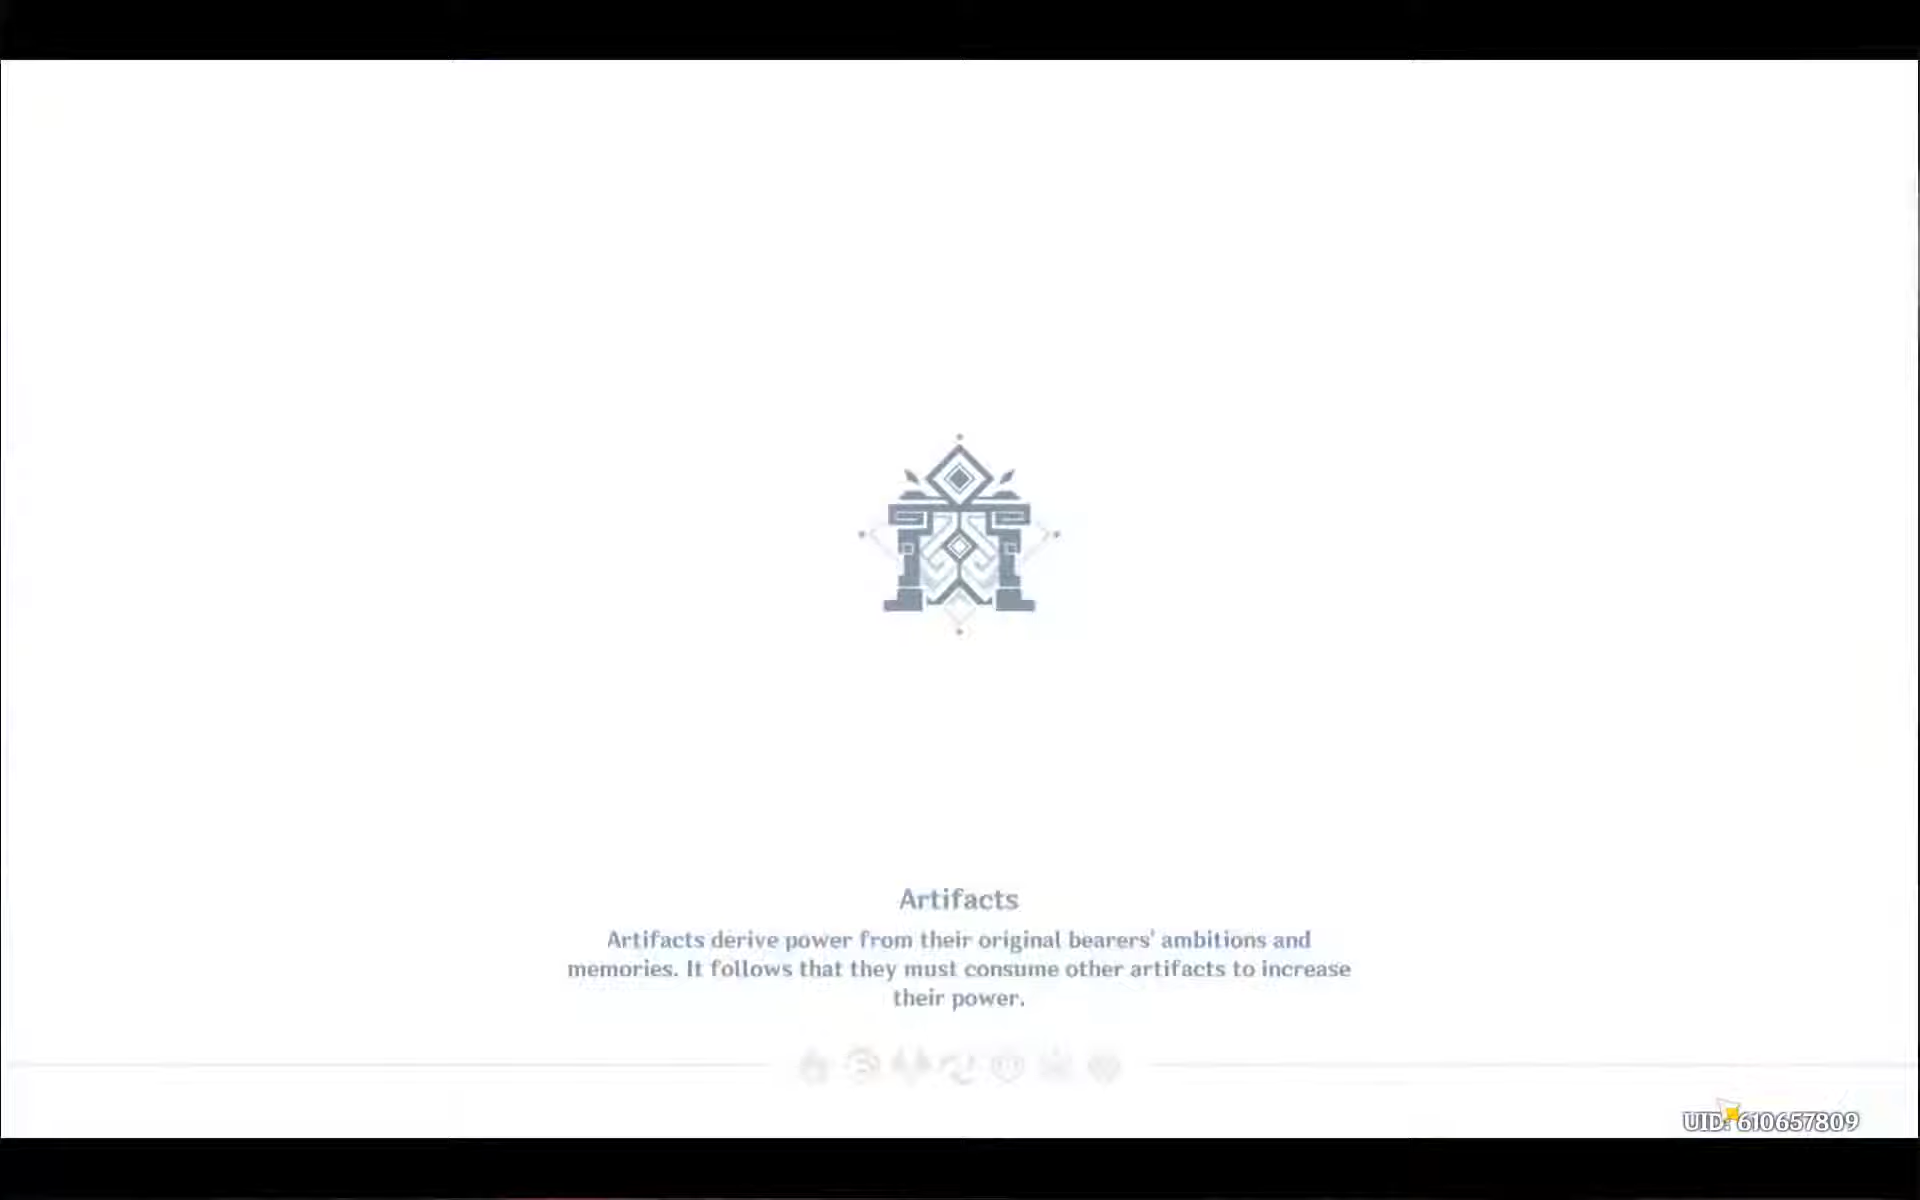 Artifacts
Artifacts derive power from their original bearers' ambitions and
memories. It follows that they must consume other artifacts to increase
their power.
UID: 610657809